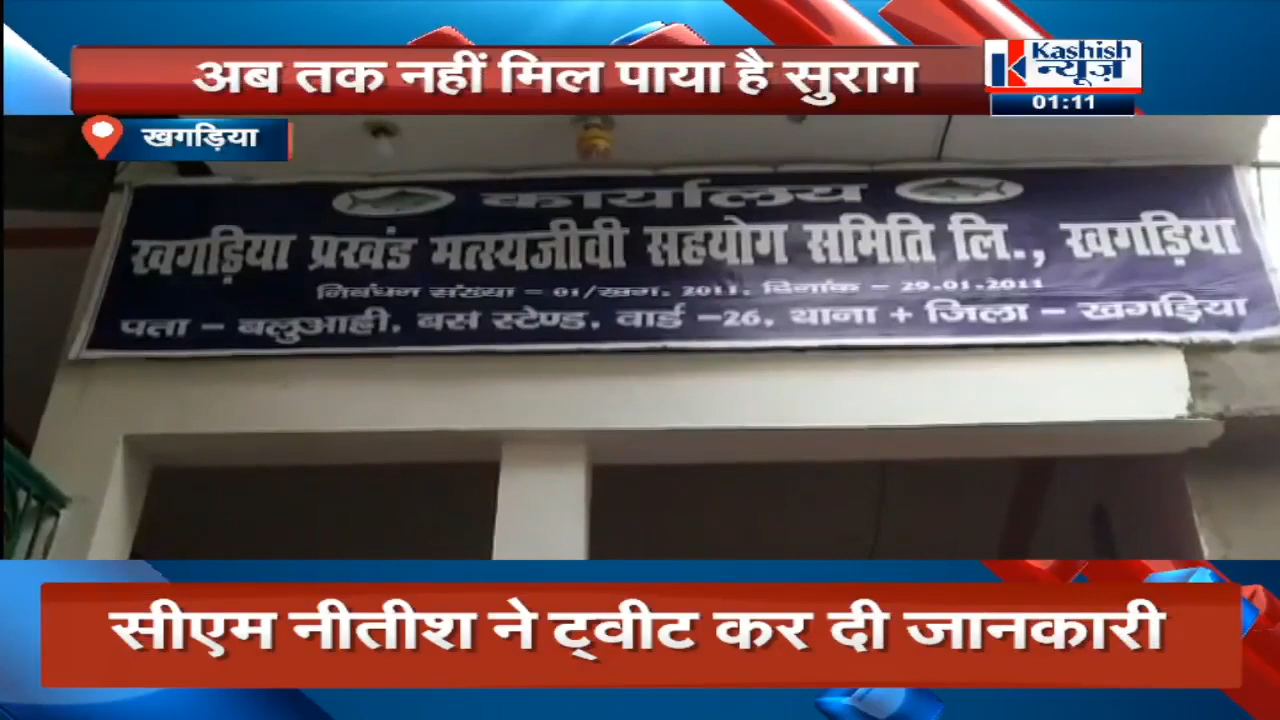 अब तक नहीं मिल पाया है सुराग
Kashish
न्यूज़
01:11
खगड़िया
कार्यालय
खगड़िया प्रखंड मत्स्यजीवी सहयोग समिति लि., खगड़िया
निबंधन संख्या - 01/खग. 2011. दिनांक - 29.01.2011
पता - बलुआही, बस स्टेण्ड, वार्ड -26, थाना + जिला - खगड़िया
सीएम नीतीश ने ट्वीट कर दी जानकारी